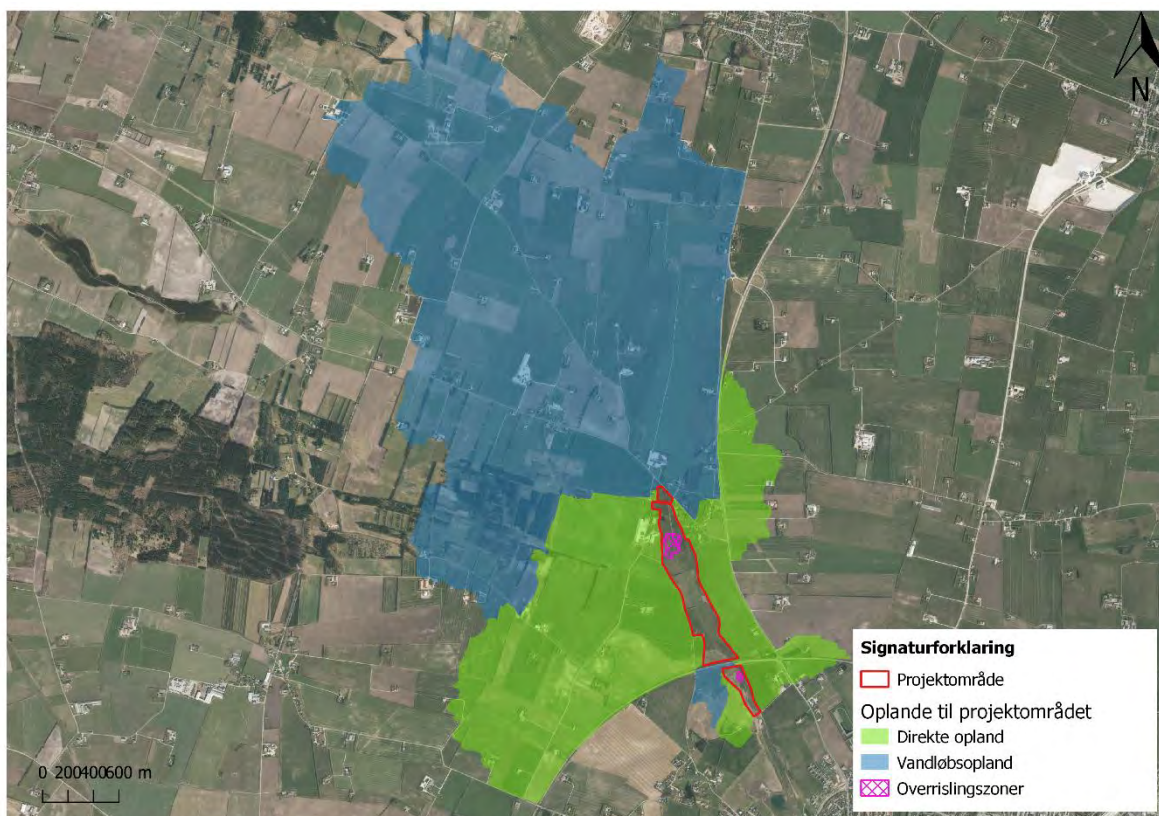 N
Signaturforklaring
Projektområde
Oplande til projektområdet
Direkte opland
Vandløbsopland
Overrislingszoner
0 200400600 m